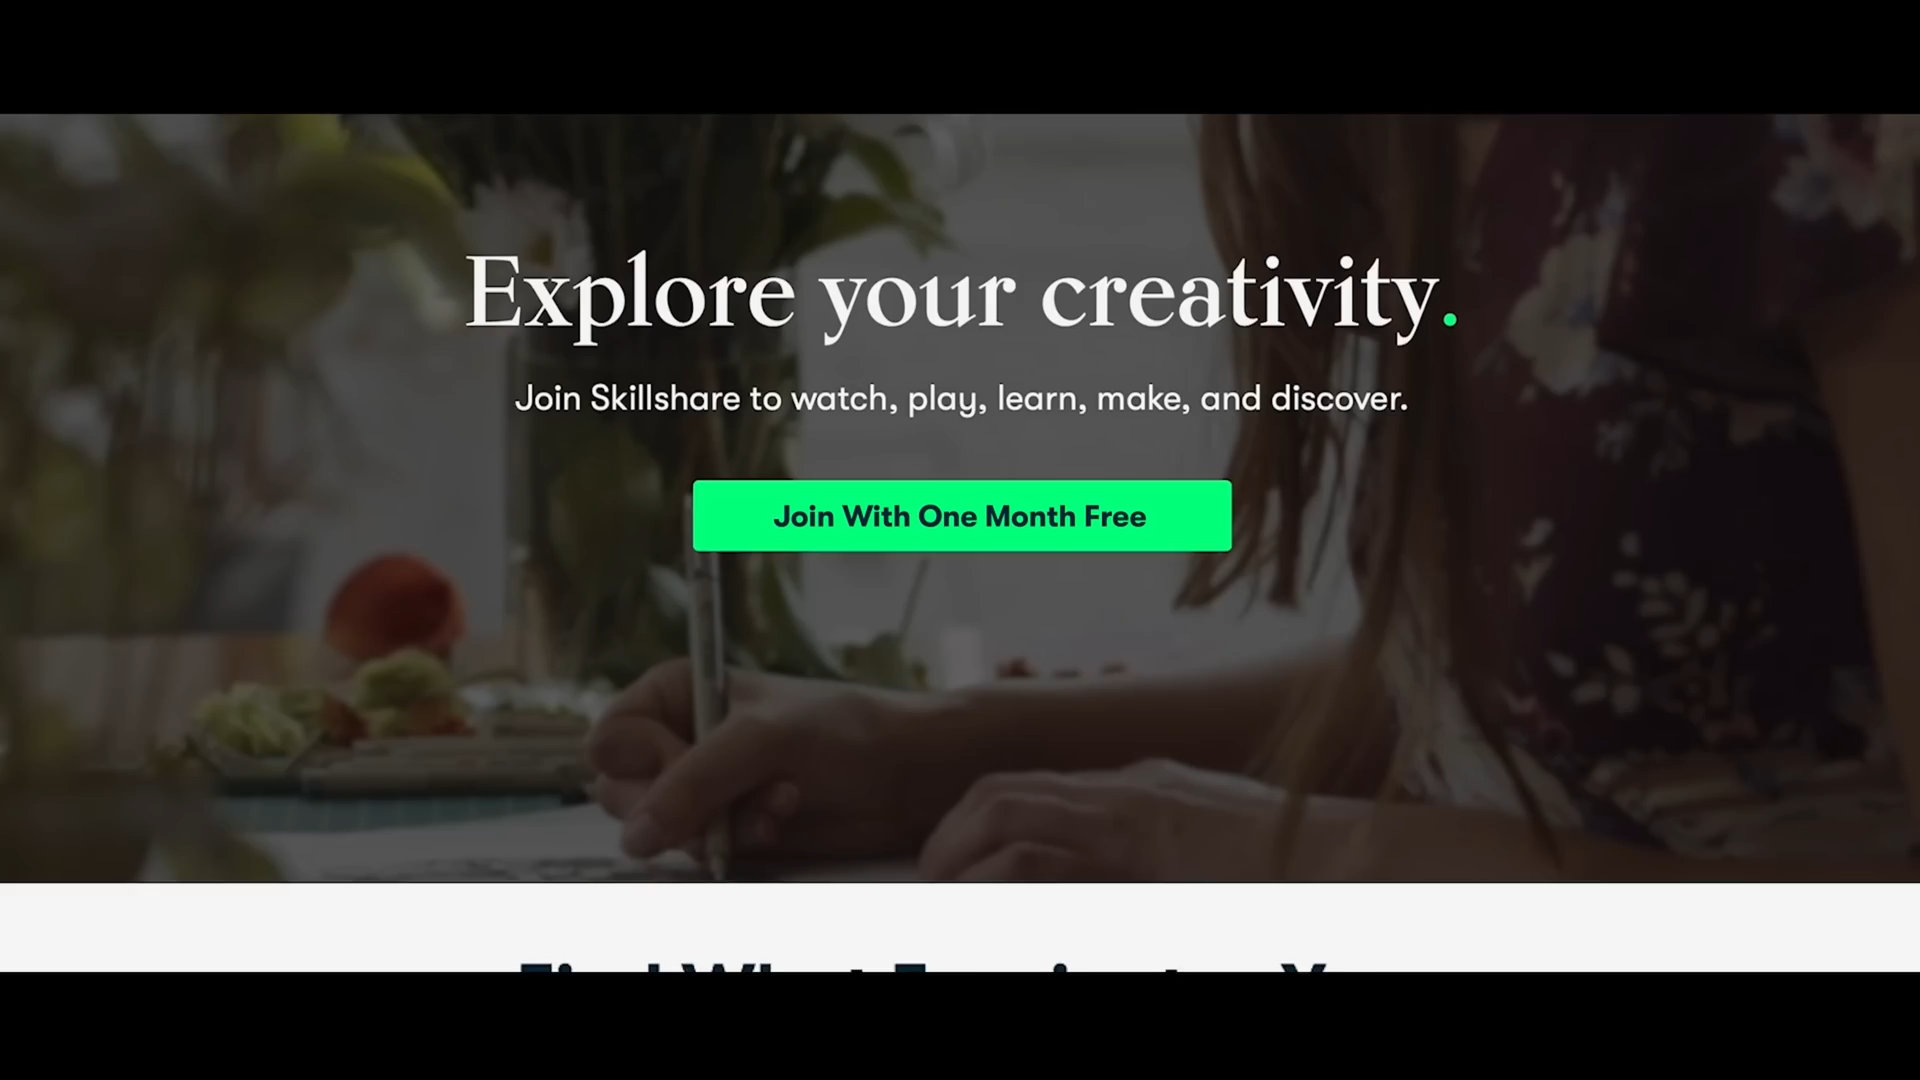 Explore your creativity.
Join Skillshare to watch, play, learn, make, and discover.
Join With One Month Free